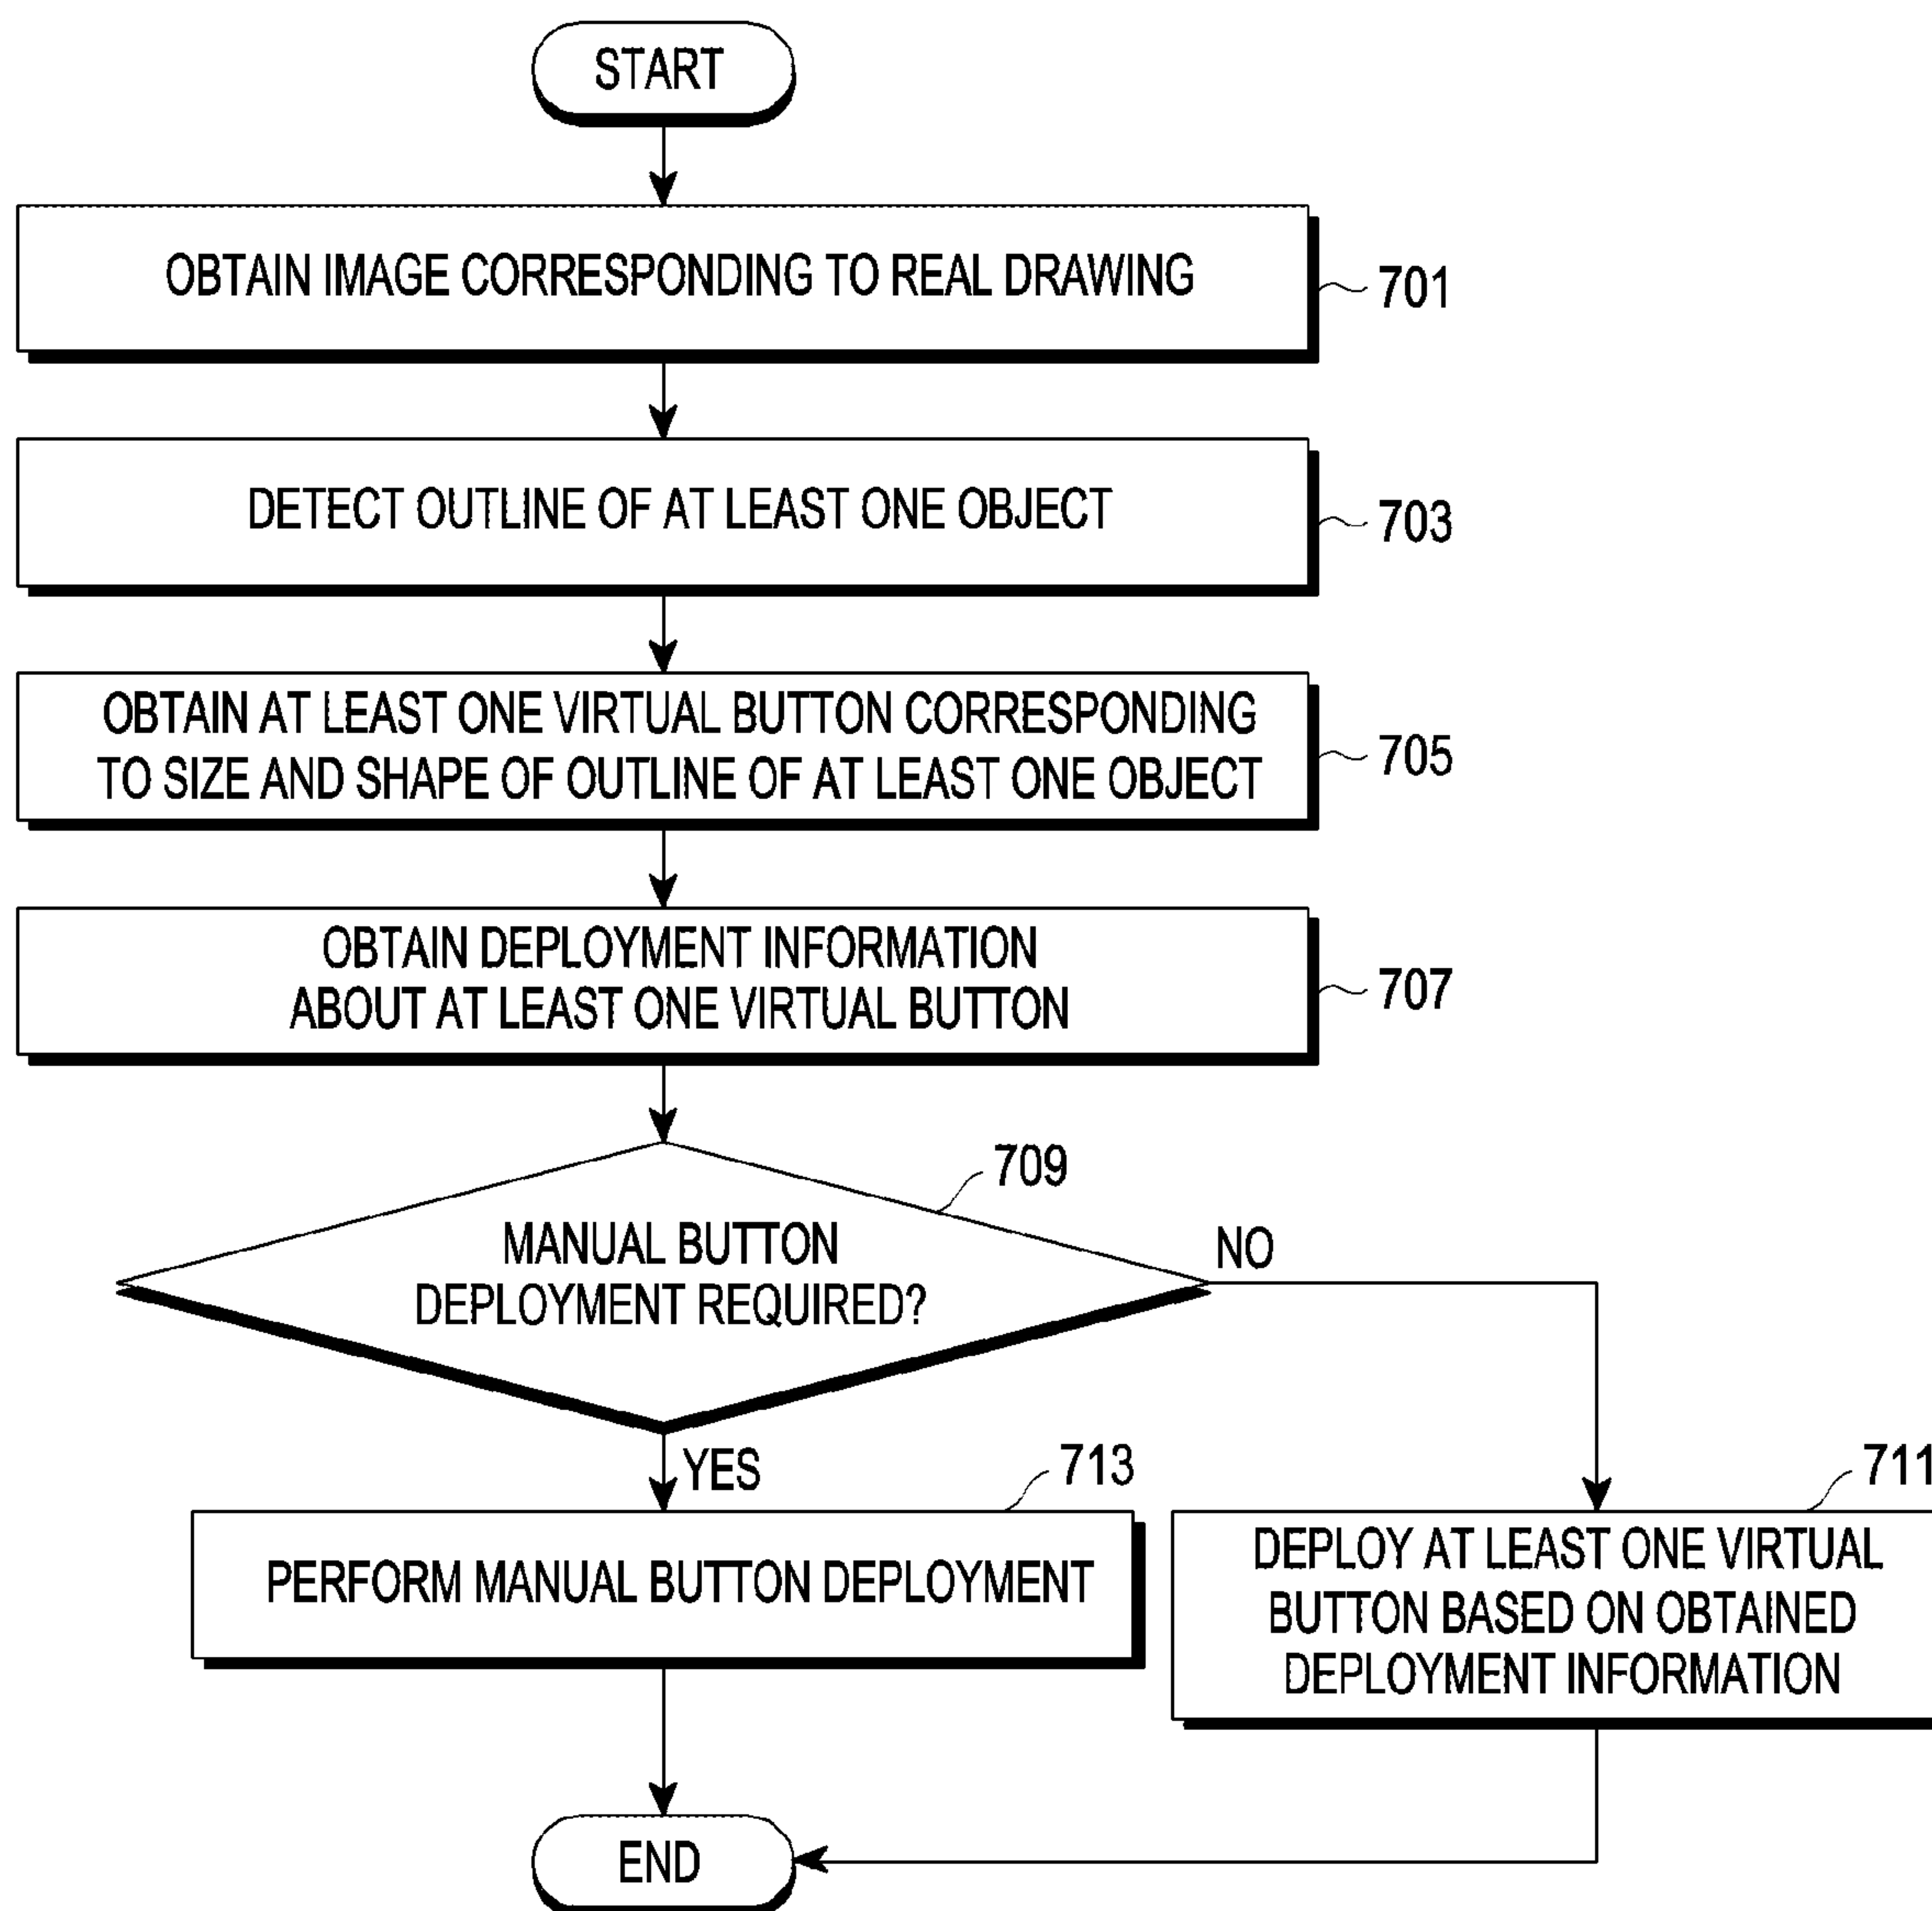 START
OBTAIN IMAGE CORRESPONDING TO REAL DRAWING
701
DETECT OUTLINE OF AT LEAST ONE OBJECT
703
OBTAIN AT LEAST ONE VIRTUAL BUTTON CORRESPONDING
TO SIZE AND SHAPE OF OUTLINE OF AT LEAST ONE OBJECT
705
OBTAIN DEPLOYMENT INFORMATION
ABOUT AT LEAST ONE VIRTUAL BUTTON
707
709
MANUAL BUTTON
DEPLOYMENT REQUIRED?
NO
YES
713
PERFORM MANUAL BUTTON DEPLOYMENT
711
DEPLOY AT LEAST ONE VIRTUAL
BUTTON BASED ON OBTAINED
DEPLOYMENT INFORMATION
END